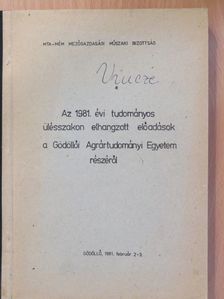 MTA-MÉM MEZŐGAZDASÁGI MŰSZAKI BIZOTTSÁG
Vincze
Az 1981. évi tudományos
ülésszakon elhangzott előadások
a Gödöllői Agrártudományi Egyetem
részéről
GÖDÖLLŐ, 1981. február 2-3.